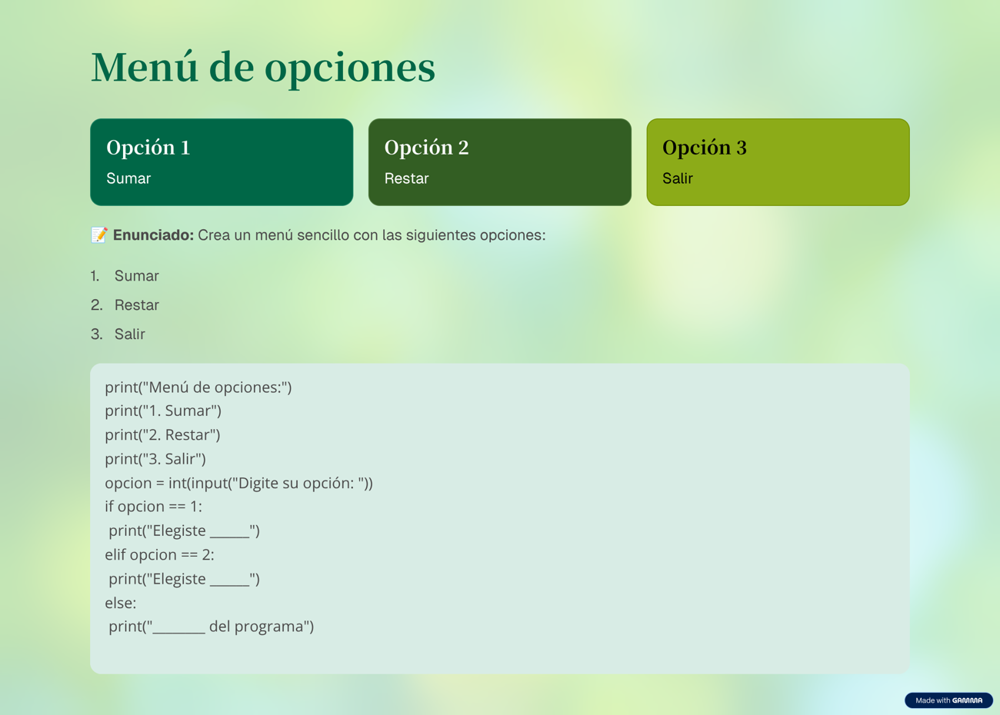 Menú de opciones
Opción 1
Sumar
Opción 2
Restar
Opción 3
Salir
📝 Enunciado: Crea un menú sencillo con las siguientes opciones:
1. Sumar
2. Restar
3. Salir
print("Menú de opciones:")
print("1. Sumar")
print("2. Restar")
print("3. Salir")
opcion = int(input("Digite su opción: "))
if opcion == 1:
 print("Elegiste ______")
elif opcion == 2:
 print("Elegiste ______")
else:
 print("________ del programa")
Made with GAMMA